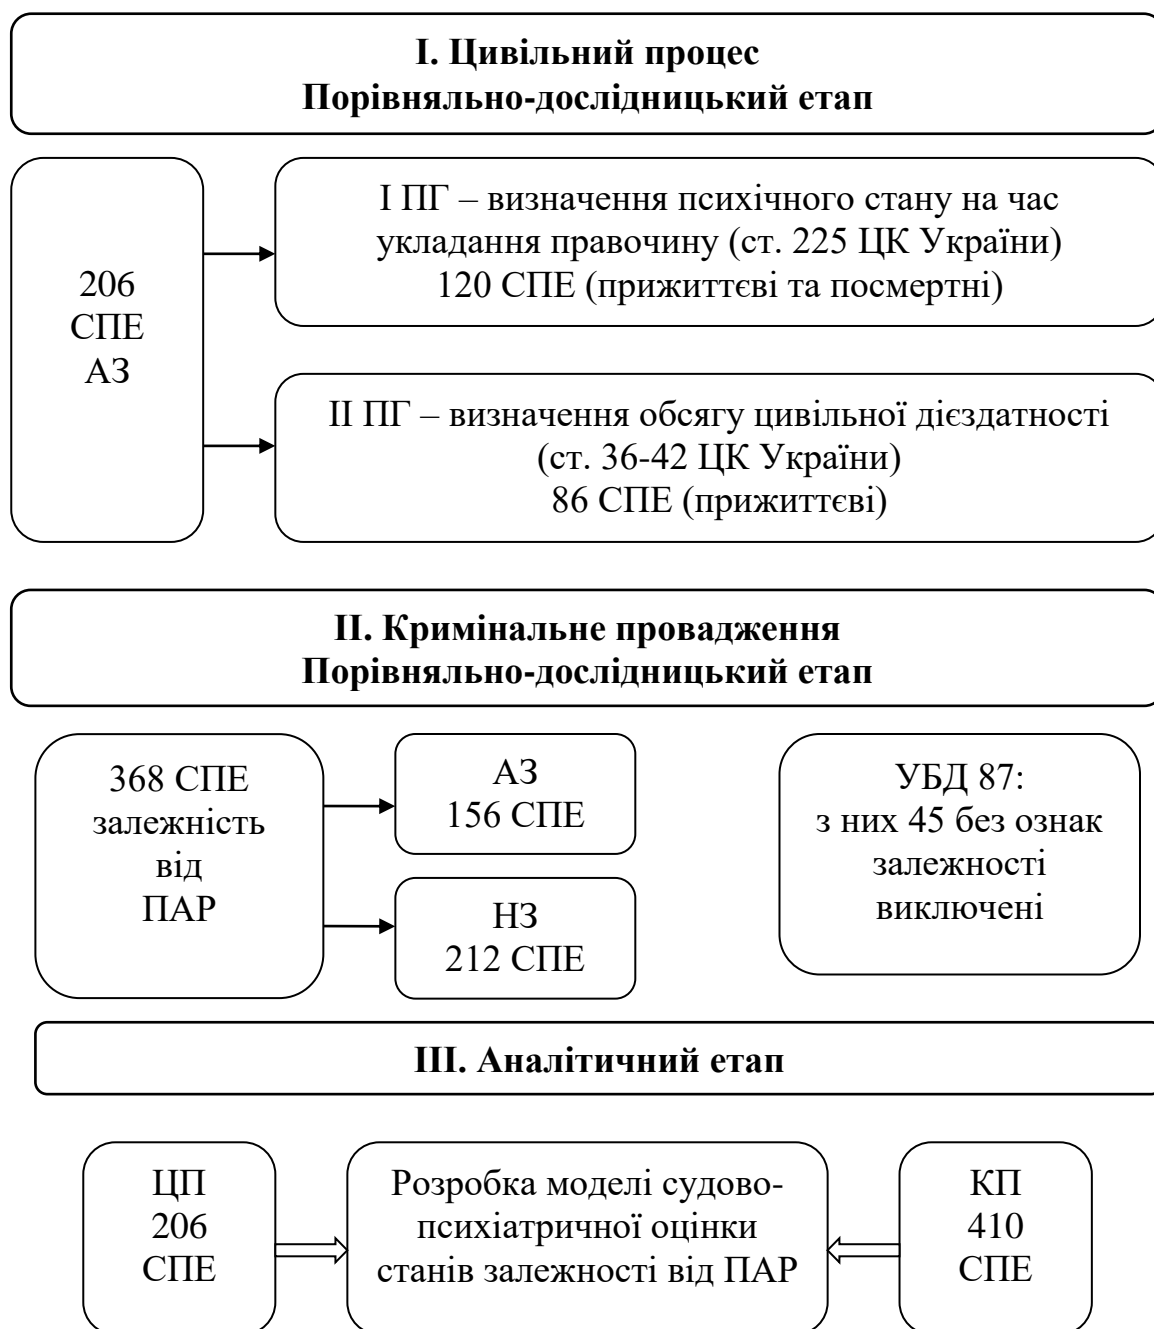 І. Цивільний процес
Порівняльно-дослідницький етап
206
СПЕ
АЗ
І ПГ – визначення психічного стану на час
укладання правочину (ст. 225 ЦК України)
120 СПЕ (прижиттєві та посмертні)
ІІ ПГ – визначення обсягу цивільної дієздатності
(ст. 36-42 ЦК України)
86 СПЕ (прижиттєві)
ІІ. Кримінальне провадження
Порівняльно-дослідницький етап
368 СПЕ
залежність
від
ПАР
АЗ
156 СПЕ
НЗ
212 СПЕ
УБД 87:
з них 45 без ознак
залежності
виключені
ІІІ. Аналітичний етап
ЦП
206
СПЕ
Розробка моделі судово-
психіатричної оцінки
станів залежності від ПАР
КП
410
СПЕ